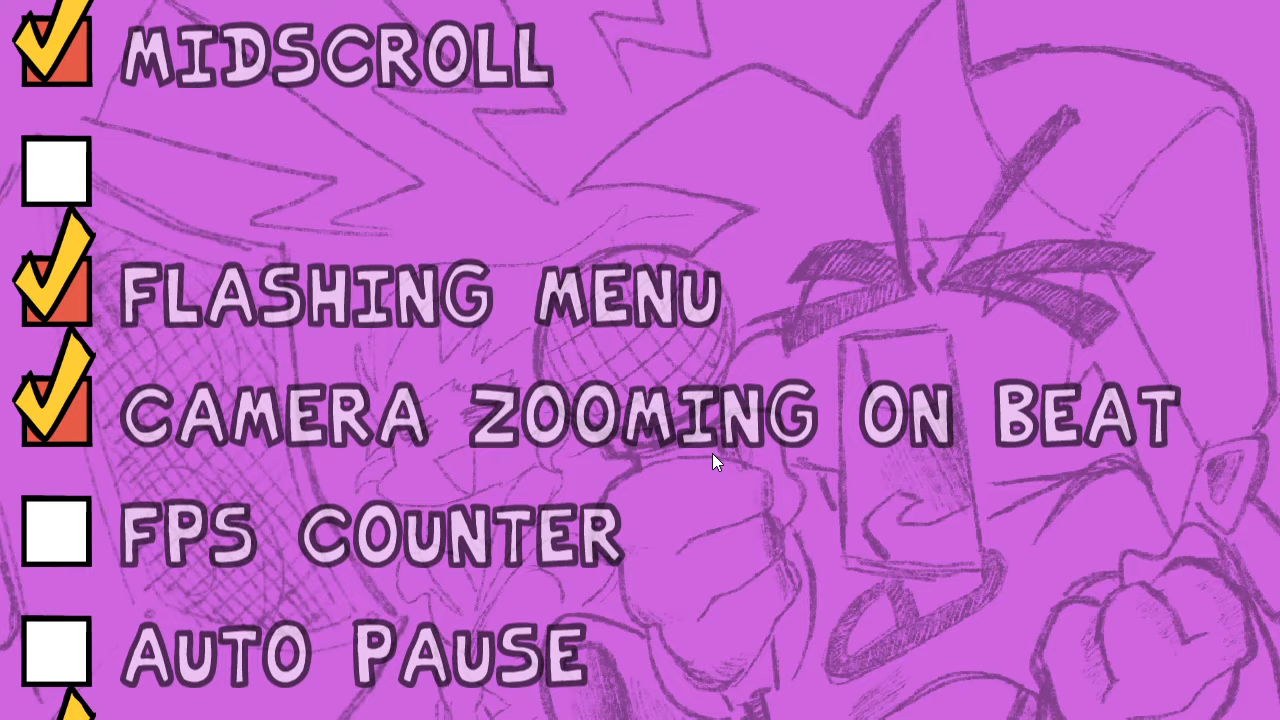 MIDSCROLL
FLASHING MENU
CAMERA ZOOMING ON BEAT
FPS COUNTER
AUTO PAUSE